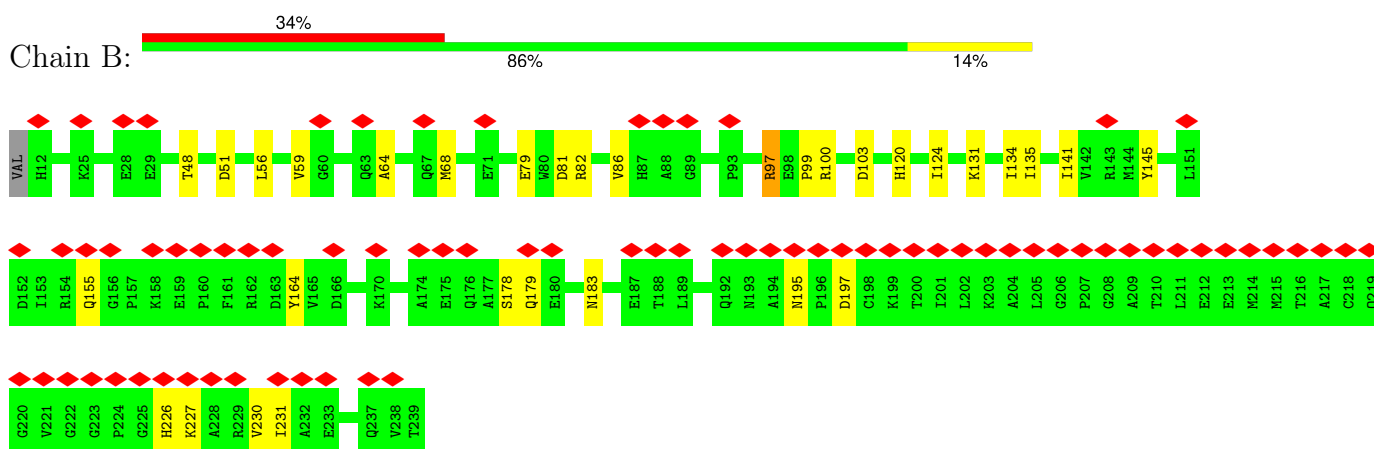 34%
Chain B:
86% 14%
VAL H12 K25 E28 E29 T48 D51 L56 V59 G60 Q63 A64 Q67 M68 E71 E79 W80 D81 R82 V86 H87 A88 G89 P93 R97 E98 P99 R100 D103 H120 I124 K131 I134 I135 I141 V142 R143 M144 Y145 L151
D152 I153 R154 Q155 G156 P157 K158 E159 P160 F161 R162 D163 Y164 V165 D166 K170 A174 E175 Q176 A177 S178 Q179 E180 N183 E187 T188 L189 Q192 N193 A194 N195 P196 D197 C198 K199 T200 I201 L202 K203 A204 L205 G206 P207 G208 A209 T210 L211 E212 E213 M214 M215 T216 A217 C218 D219
G220 V221 G222 G223 P224 G225 H226 K227 A228 R229 V230 I231 A232 E233 Q237 V238 T239